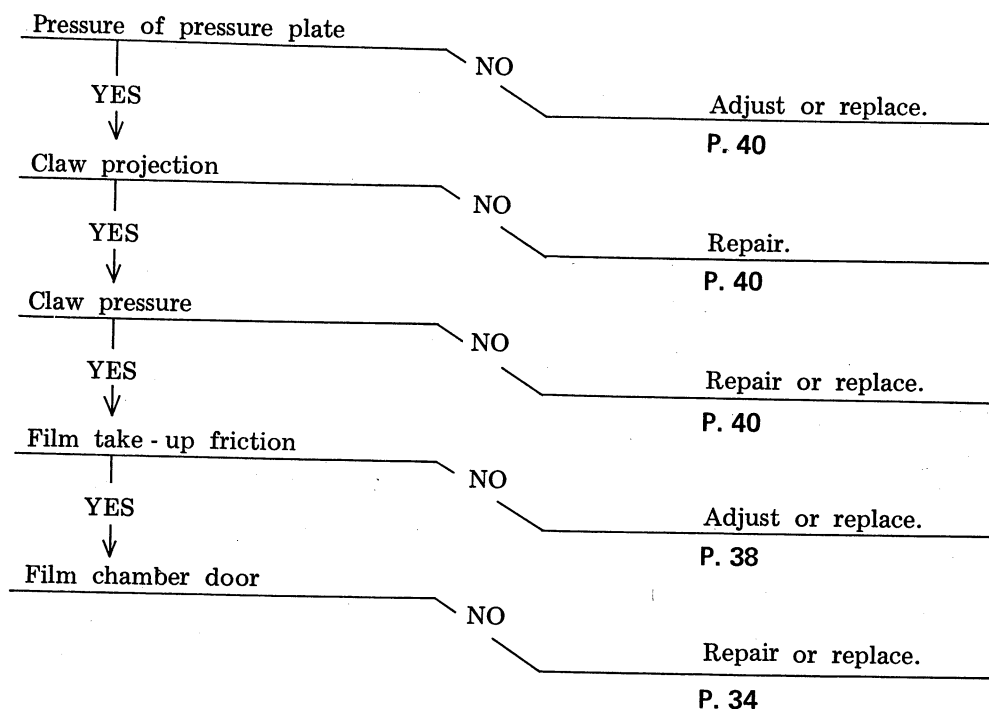 Pressure of pressure plate
NO
YES
Adjust or replace.
P. 40
Claw projection
NO
YES
Repair.
P. 40
Claw pressure
NO
YES
Repair or replace.
P. 40
Film take - up friction
NO
YES
Adjust or replace.
P. 38
Film chamber door
NO
Repair or replace.
P. 34